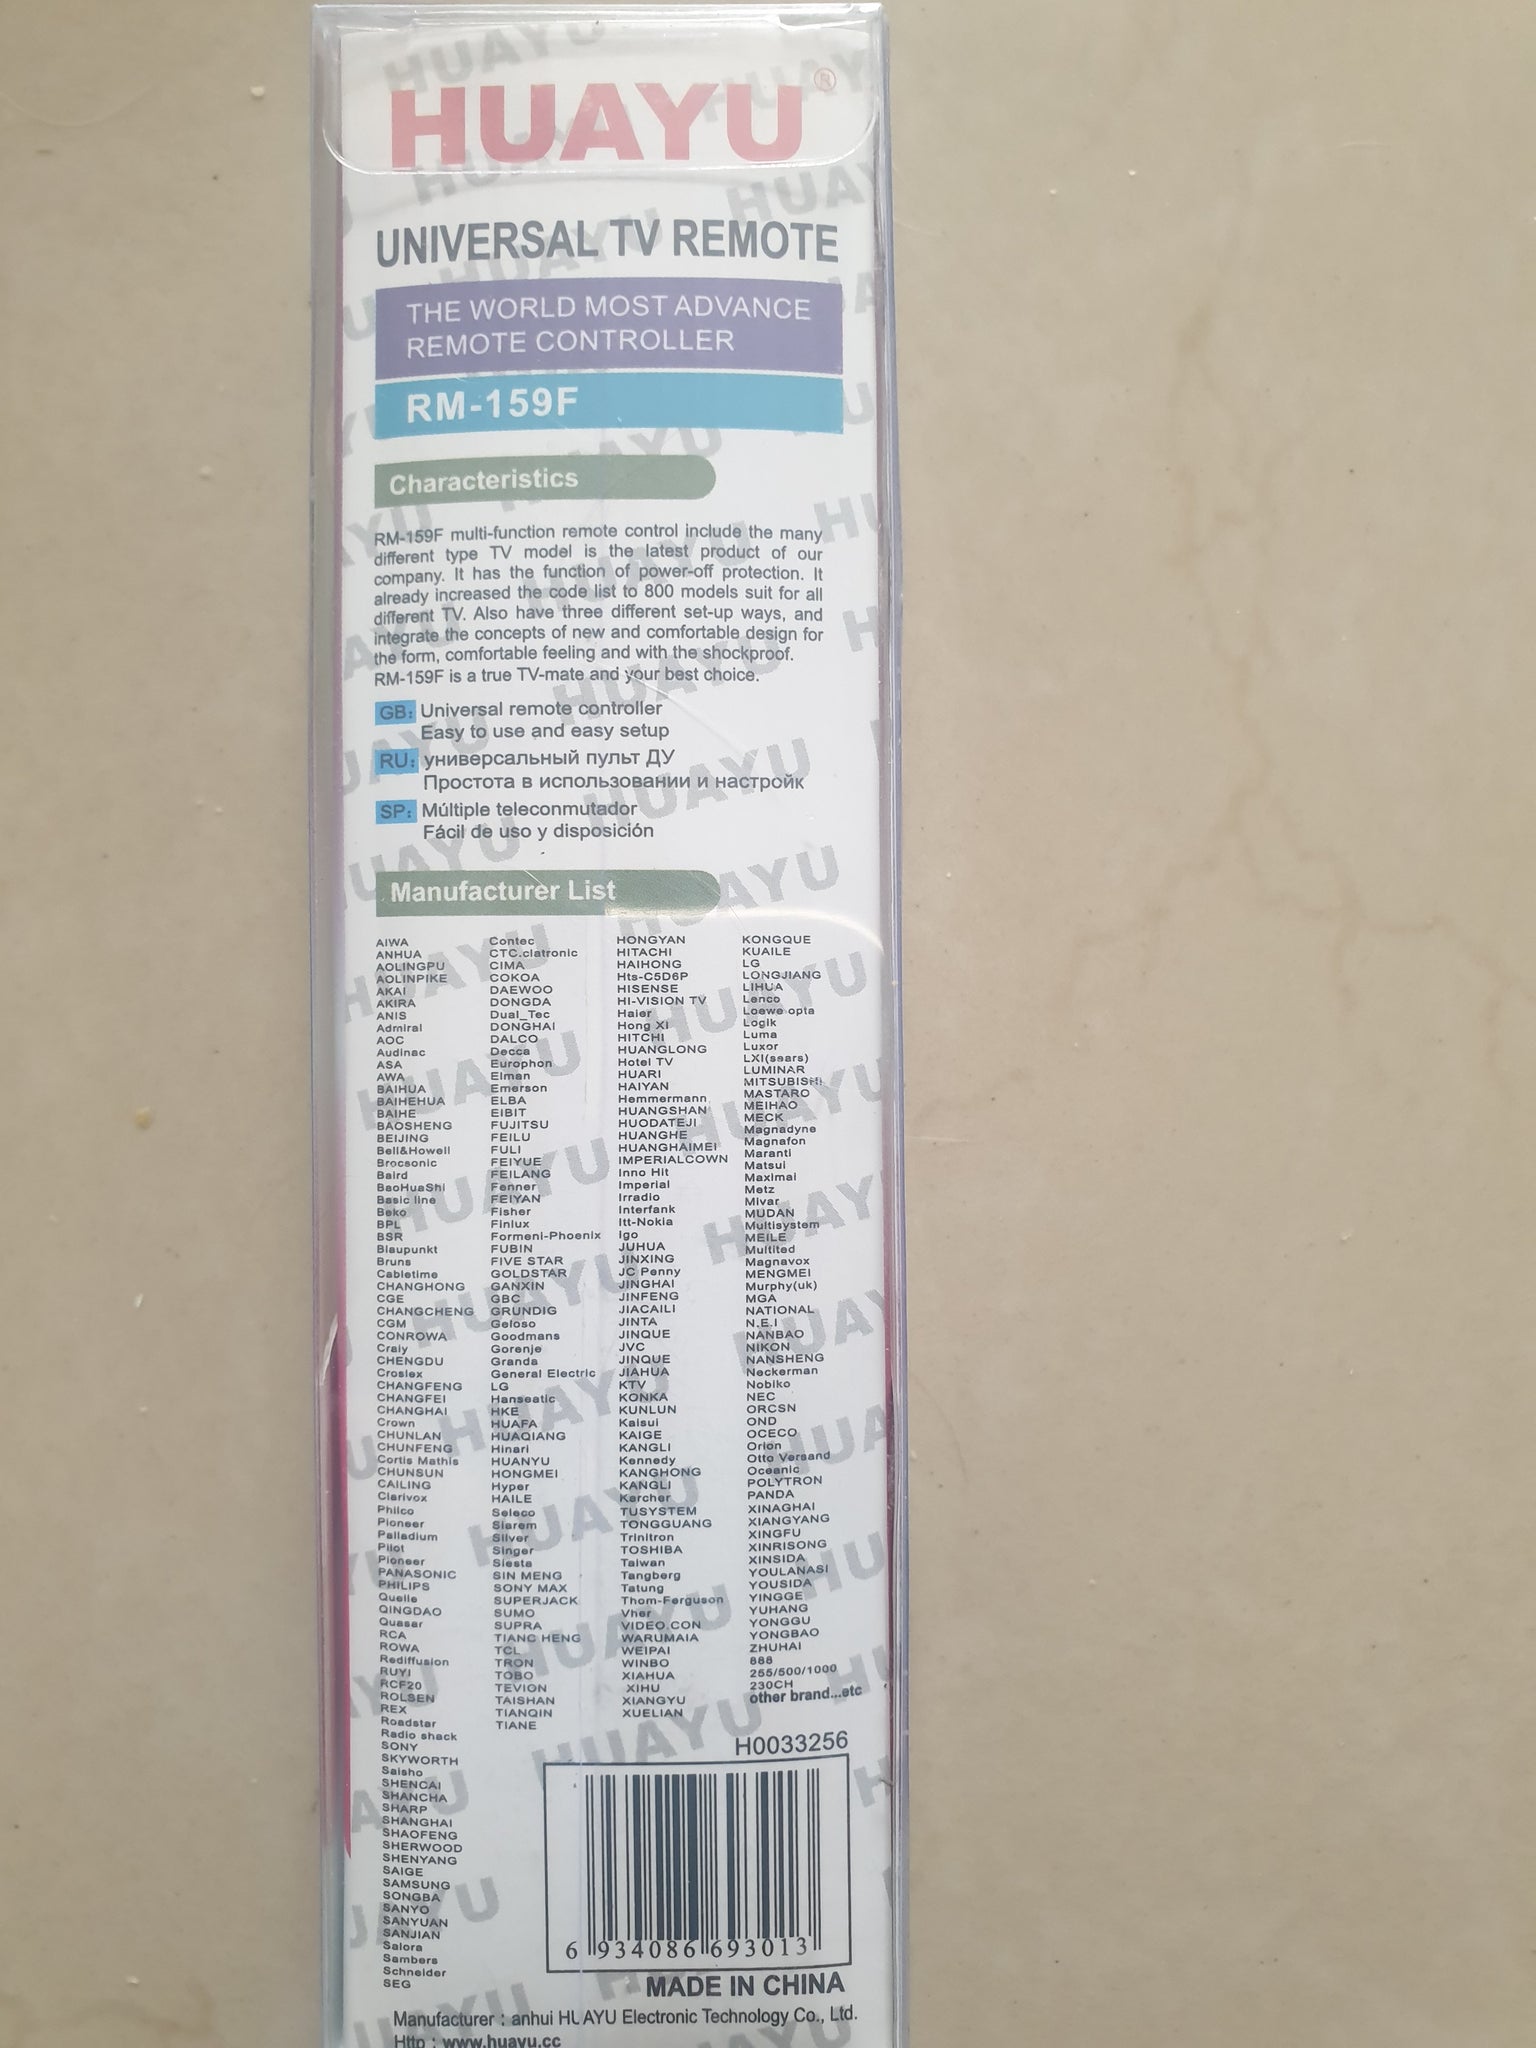 HUAYU®
UNIVERSAL TV REMOTE
THE WORLD MOST ADVANCE
REMOTE CONTROLLER
RM-159F
Characteristics
RM-159F multi-function remote control include the many
different type TV model is the latest product of our
company. It has the function of power-off protection. It
already increased the code list to 800 models suit for all
different TV. Also have three different set-up ways, and
integrate the concepts of new and comfortable design for
the form, comfortable feeling and with the shockproof.
RM-159F is a true TV-mate and your best choice.
GB: Universal remote controller
Easy to use and easy setup
RU: универсальный пульт ДУ
Простота в использовании и настройк
SP: Múltiple teleconmutador
Fácil de uso y disposición
Manufacturer List
AIWA
ANHUA
AOLINGPU
AOLINPIKE
AKAI
AKIRA
ANIS
Admiral
AOC
Audinac
ASA
AWA
BAIHUA
BAIHEHUA
BAIHE
BAOSHENG
BEIJING
Bell&Howell
Brocsonic
Baird
BaoHuaShi
Basic line
Beko
BPL
BSR
Blaupunkt
Bruns
Cabletime
CHANGHONG
CGE
CHANGCHENG
CGM
CONROWA
Craiy
CHENGDU
Croslex
CHANGFENG
CHANGFEI
CHANGHAI
Crown
CHUNLAN
CHUNFENG
Cortis Mathis
CHUNSUN
CAILING
Clarivox
Philco
Pioneer
Palladium
Pilot
Pioneer
PANASONIC
PHILIPS
Quelle
QINGDAO
Quasar
RCA
ROWA
Rediffusion
RUYI
RCF20
ROLSEN
REX
Roadstar
Radio shack
SONY
SKYWORTH
Saisho
SHENCAI
SHANCHA
SHARP
SHANGHAI
SHAOFENG
SHERWOOD
SHENYANG
SAIGE
SAMSUNG
SONGBA
SANYO
SANYUAN
SANJIAN
Salora
Sambers
Schneider
SEG
Contec
CTC.clatronic
CIMA
COKOA
DAEWOO
DONGDA
Dual_Tec
DONGHAI
DALCO
Decca
Europhon
Elman
Emerson
ELBA
EIBIT
FUJITSU
FEILU
FULI
FEIYUE
FEILANG
Fenner
FEIYAN
Fisher
Finlux
Formeni-Phoenix
FUBIN
FIVE STAR
GOLDSTAR
GANXIN
GBC
GRUNDIG
Geloso
Goodmans
Gorenje
Granda
General Electric
LG
Hanseatic
HKE
HUAFA
HUAQIANG
Hinari
HUANYU
HONGMEI
Hyper
HAILE
Seleco
Siarem
Silver
Singer
Siesta
SIN MENG
SONY MAX
SUPERJACK
SUMO
SUPRA
TIANC HENG
TCL
TRON
TOBO
TEVION
TAISHAN
TIANQIN
TIANE
HONGYAN
HITACHI
HAIHONG
Hts-C5D6P
HISENSE
HI-VISION TV
Haier
Hong XI
HITCHI
HUANGLONG
Hotel TV
HUARI
HAIYAN
Hemmermann
HUANGSHAN
HUODATEJI
HUANGHE
HUANGHAIMEI
IMPERIALCOWN
Inno Hit
Imperial
Irradio
Interfank
Itt-Nokia
Igo
JUHUA
JINXING
JC Penny
JINGHAI
JINFENG
JIACAILI
JINTA
JINQUE
JVC
JINQUE
JIAHUA
KTV
KONKA
KUNLUN
Kaisui
KAIGE
KANGLI
Kennedy
KANGHONG
KANGLI
Karcher
TUSYSTEM
TONGGUANG
Trinitron
TOSHIBA
Taiwan
Tangberg
Tatung
Thom-Ferguson
Vher
VIDEO.CON
WARUMAIA
WEIPAI
WINBO
XIAHUA
XIHU
XIANGYU
XUELIAN
KONGQUE
KUAILE
LG
LONGJIANG
LIHUA
Lenco
Loewe opta
Logik
Luma
Luxor
LXI(sears)
LUMINAR
MITSUBISHI
MASTARO
MEIHAO
MECK
Magnadyne
Magnafon
Maranti
Matsui
Maximai
Metz
Mivar
MUDAN
Multisystem
MEILE
Multited
Magnavox
MENGMEI
Murphy(uk)
MGA
NATIONAL
N.E.I
NANBAO
NIKON
NANSHENG
Neckerman
Nobiko
NEC
ORCSN
OND
OCECO
Orion
Otto Versand
Oceanic
POLYTRON
PANDA
XINAGHAI
XIANGYANG
XINGFU
XINRISONG
XINSIDA
YOULANASI
YOUSIDA
YINGGE
YUHANG
YONGGU
YONGBAO
ZHUHAI
888
255/500/1000
230CH
other brand...etc
H0033256
6 934086 693013
MADE IN CHINA
Manufacturer : anhui HUAYU Electronic Technology Co., Ltd.
Http : www.huayu.cc